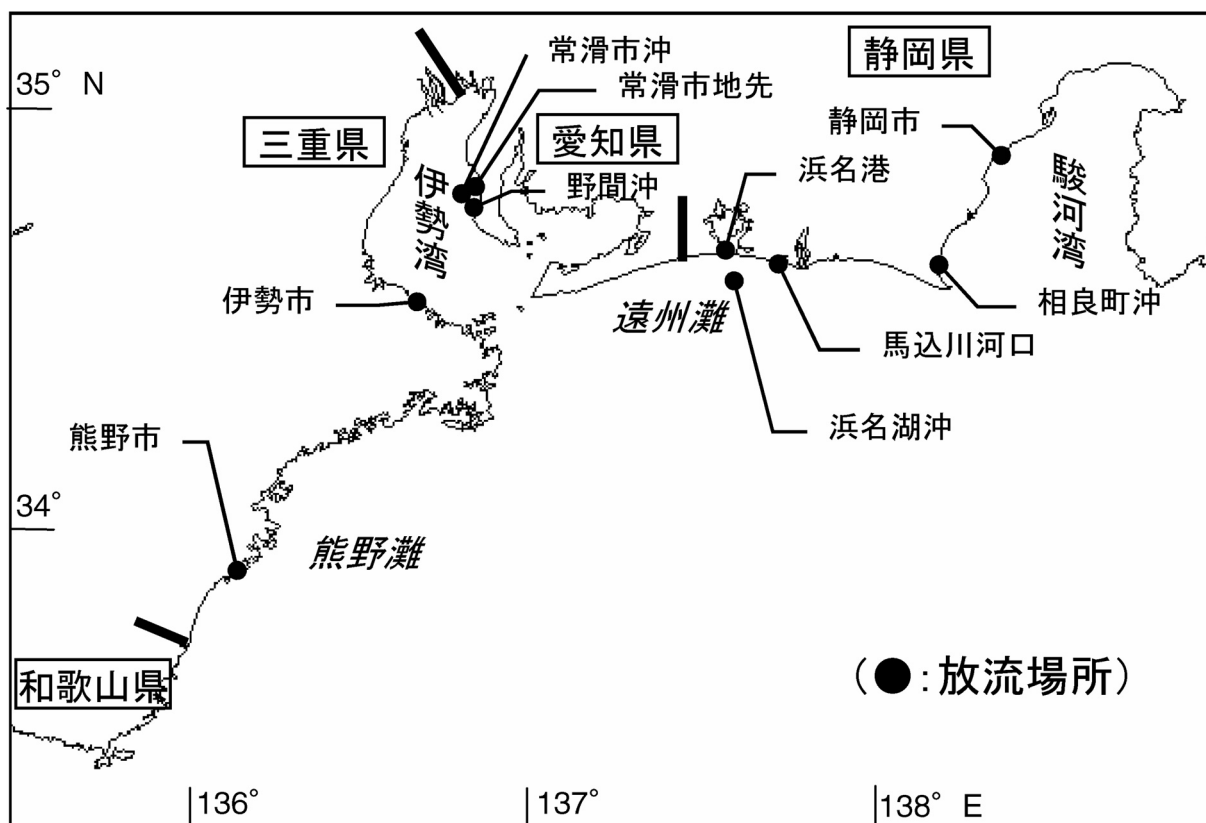 常滑市沖
静岡県
35° N
常滑市地先
静岡市
三重県
愛知県
浜名港
野間沖
伊勢湾
駿河湾
伊勢市
遠州灘
相良町沖
馬込川河口
浜名湖沖
熊野市
34°
熊野灘
和歌山県
(●:放流場所)
136°
137°
138° E